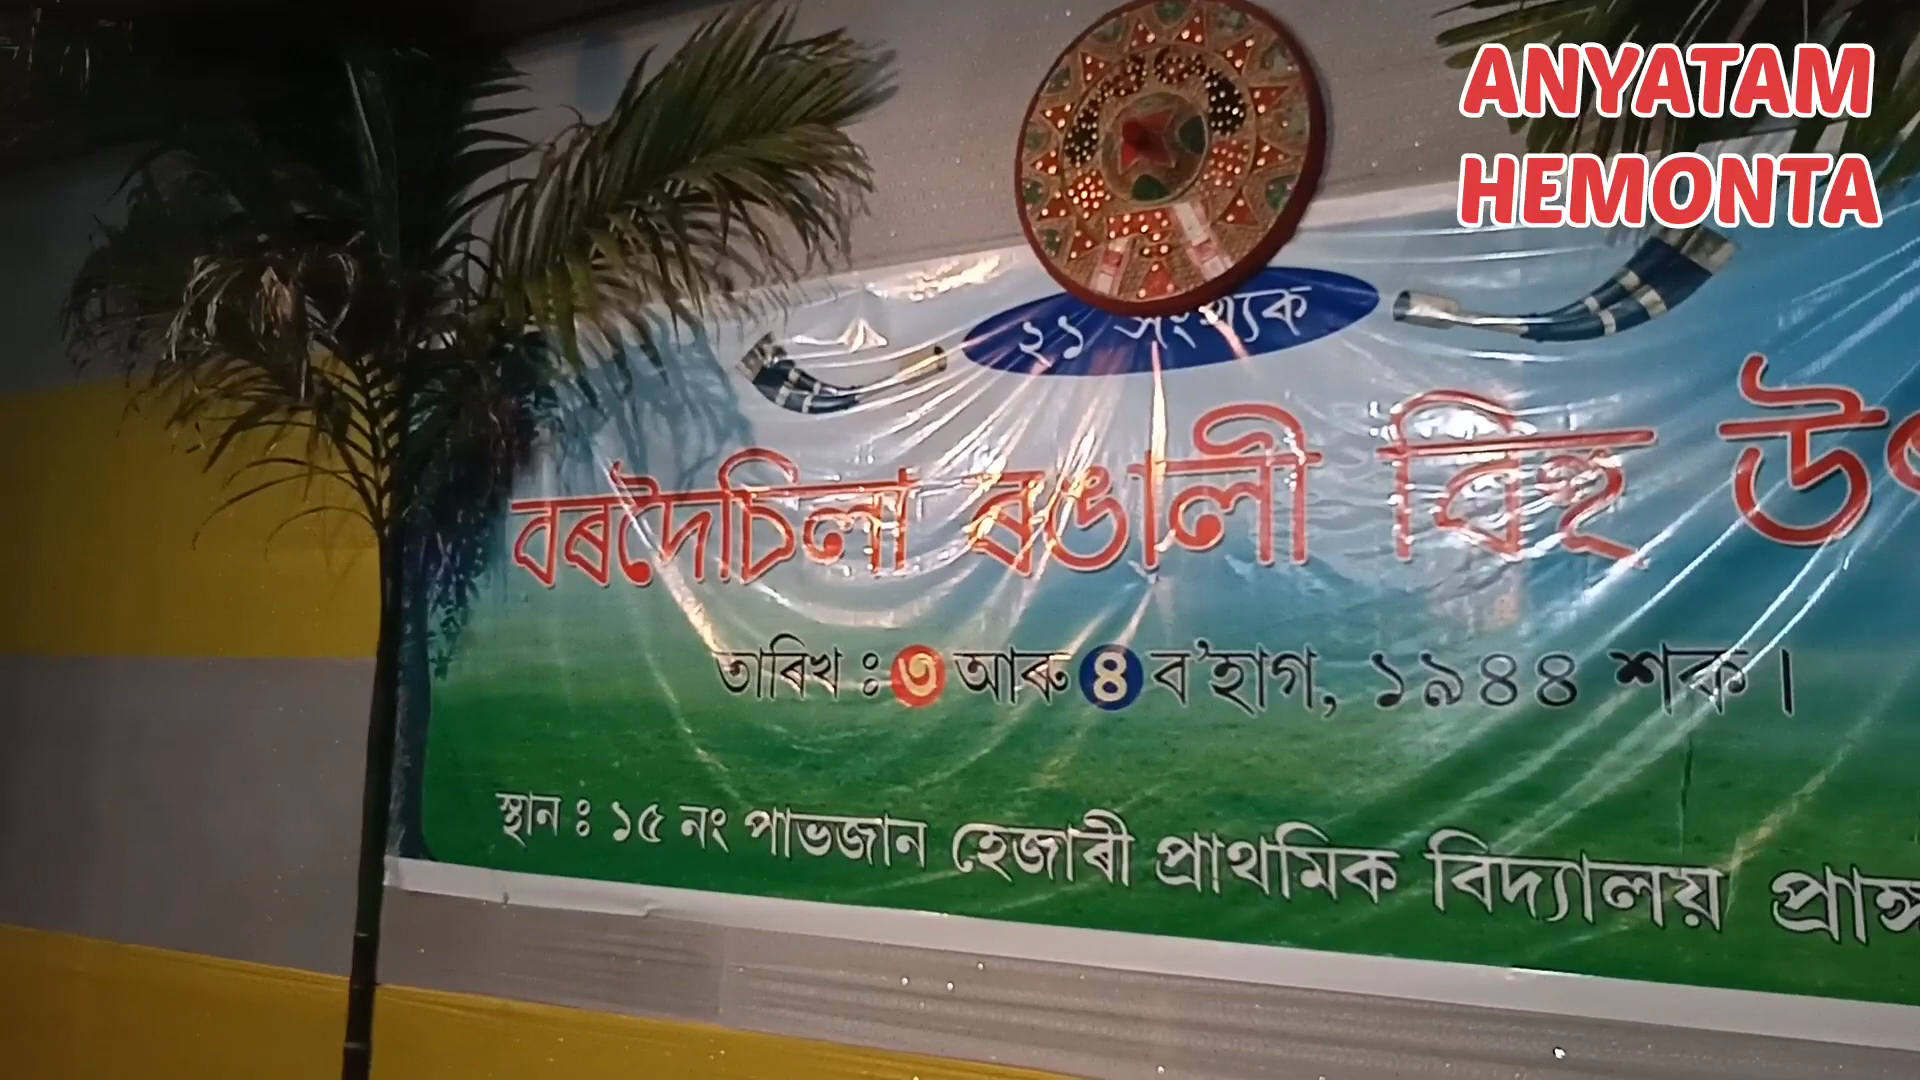 ANYATAM
HEMONTA
২১ সংখ্যক
বৰদৈচিলা ৰঙালী বিহু
তাৰিখ : ৩ আৰু ৪ ব'হাগ, ১৯৪৪ শক।
স্থান : ১৫ নং পাভজান হেজাৰী প্ৰাথমিক বিদ্যালয়